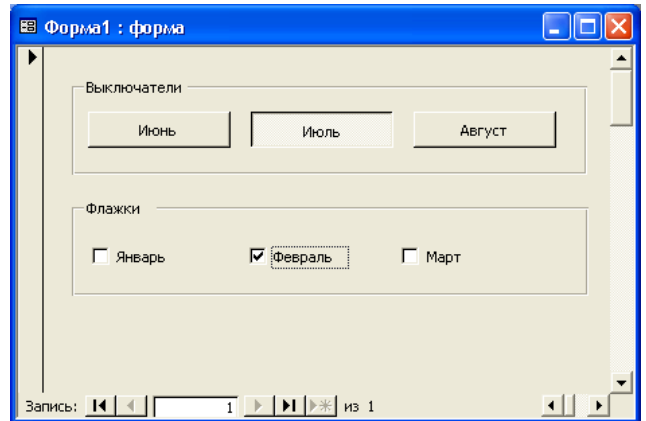 Форма1 : форма
Выключатели
Июнь Июль Август
Флажки
Январь Февраль Март
Запись: 1 из 1